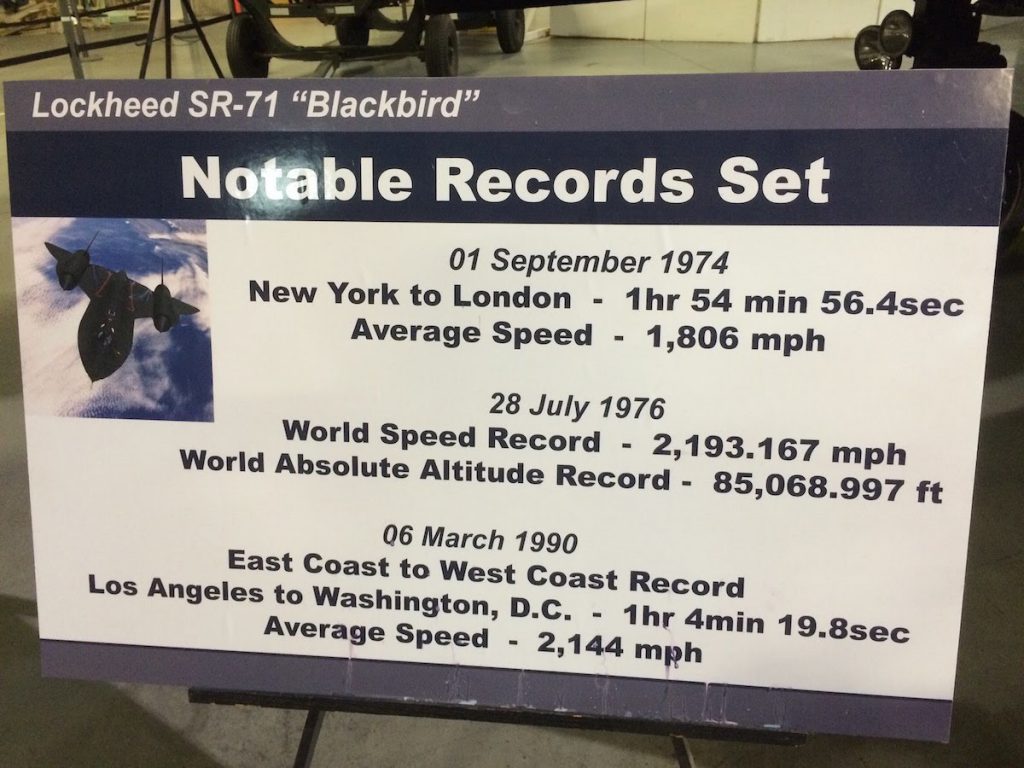 Lockheed SR-71 “Blackbird”
Notable Records Set
01 September 1974
New York to London - 1hr 54 min 56.4sec
Average Speed - 1,806 mph
28 July 1976
World Speed Record - 2,193.167 mph
World Absolute Altitude Record - 85,068.997 ft
06 March 1990
East Coast to West Coast Record
Los Angeles to Washington, D.C. - 1hr 4min 19.8sec
Average Speed - 2,144 mph